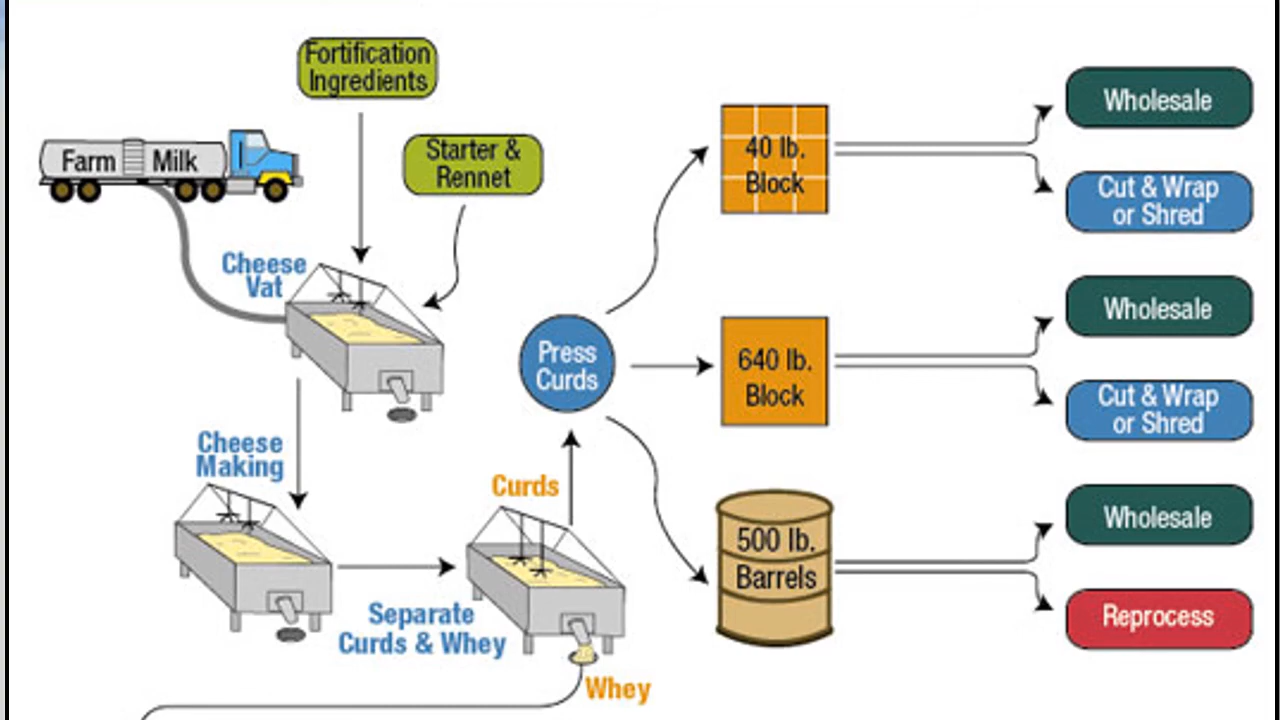 Fortification
Ingredients
Farm Milk
Starter &
Rennet
Cheese
Vat
Cheese
Making
Separate
Curds & Whey
Curds
Whey
Press
Curds
40 lb.
Block
Wholesale
Cut & Wrap
or Shred
640 lb.
Block
Wholesale
Cut & Wrap
or Shred
500 lb.
Barrels
Wholesale
Reprocess